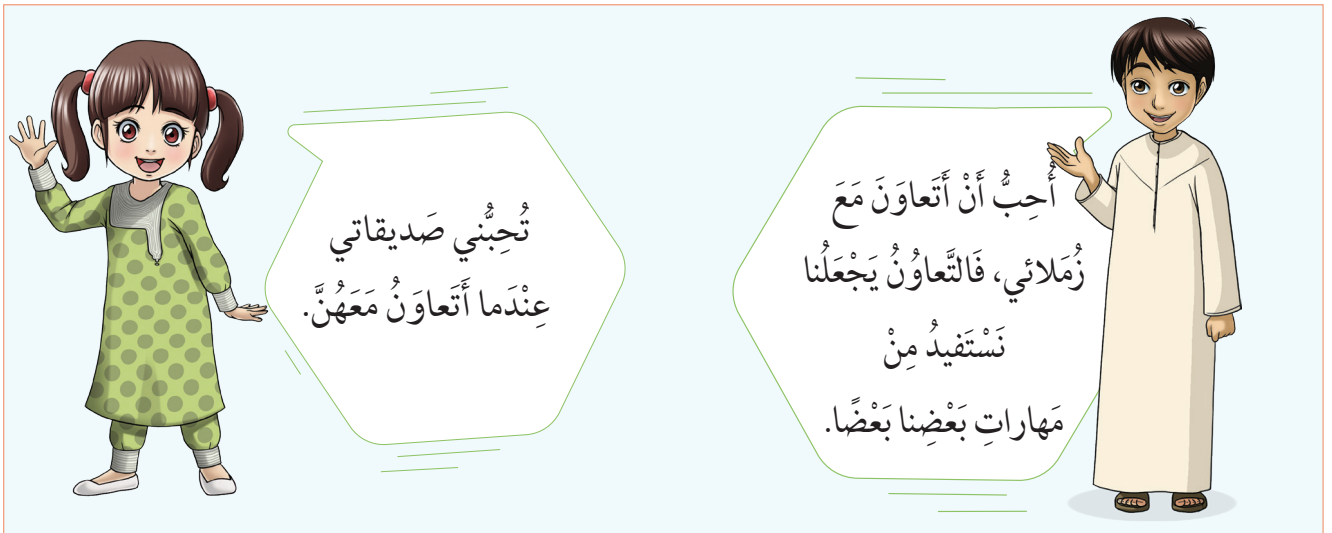 أُحِبُّ أَنْ أَتَعاوَنَ مَعَ
زُمَلائي، فَالتَّعاوُنُ يَجْعَلُنا
نَسْتَفيدُ مِنْ
مَهاراتِ بَعْضِنا بَعْضًا.
تُحِبُّني صَديقاتي
عِنْدَما أَتَعاوَنُ مَعَهُنَّ.